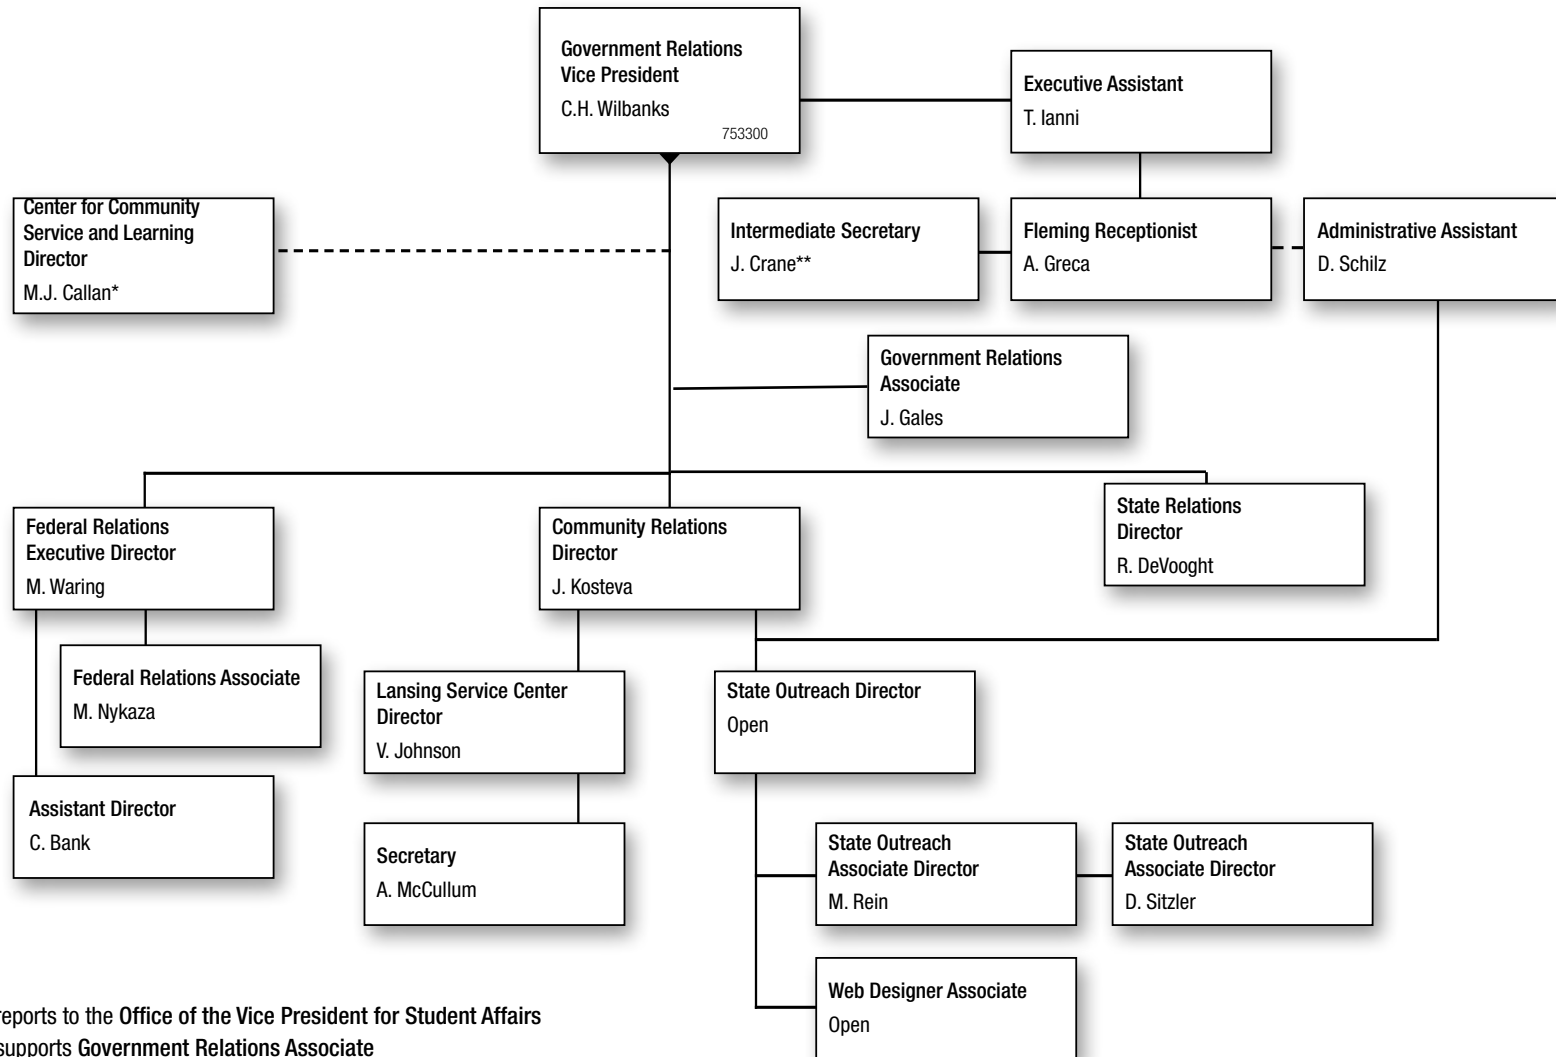 Government Relations
Vice President
C.H. Wilbanks
753300
Executive Assistant
T. Ianni
Center for Community
Service and Learning
Director
M.J. Callan*
Intermediate Secretary
J. Crane**
Fleming Receptionist
A. Greca
Administrative Assistant
D. Schilz
Government Relations
Associate
J. Gales
Federal Relations
Executive Director
M. Waring
Community Relations
Director
J. Kosteva
State Relations
Director
R. DeVooght
Federal Relations Associate
M. Nykaza
Lansing Service Center
Director
V. Johnson
State Outreach Director
Open
Assistant Director
C. Bank
Secretary
A. McCullum
State Outreach
Associate Director
M. Rein
State Outreach
Associate Director
D. Sitzler
Web Designer Associate
Open
reports to the Office of the Vice President for Student Affairs
supports Government Relations Associate